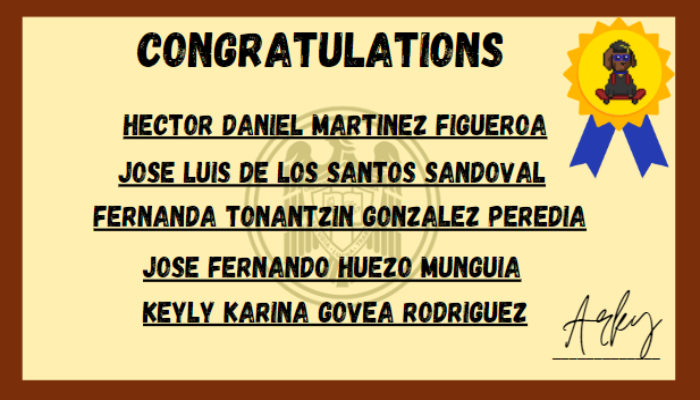 CONGRATULATIONS
HECTOR DANIEL MARTINEZ FIGUEROA
JOSE LUIS DE LOS SANTOS SANDOVAL
FERNANDA TONANTZIN GONZALEZ PEREDIA
JOSE FERNANDO HUEZO MUNGUIA
KEYLY KARINA GOVEA RODRIGUEZ
Arky